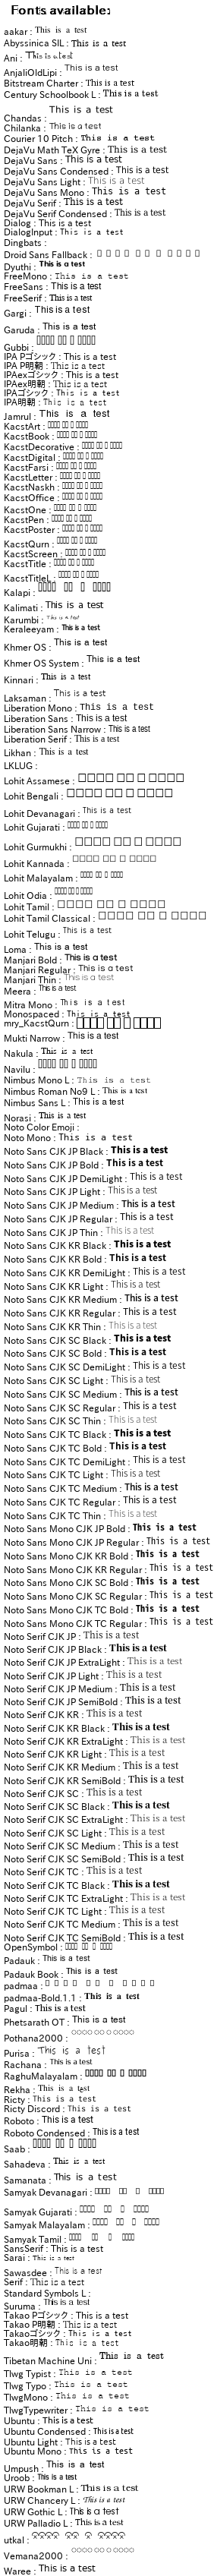 Fonts available:
aakar : This is a test
Abyssinica SIL : This is a test
Ani : This is a test
AnjaliOldLipi : This is a test
Bitstream Charter : This is a test
Century Schoolbook L : This is a test
Chandas : This is a test
Chilanka : This is a test
Courier 10 Pitch : This is a test
DejaVu Math TeX Gyre : This is a test
DejaVu Sans : This is a test
DejaVu Sans Condensed : This is a test
DejaVu Sans Light : This is a test
DejaVu Sans Mono : This is a test
DejaVu Serif : This is a test
DejaVu Serif Condensed : This is a test
Dialog : This is a test
DialogInput : This is a test
Dingbats :
Droid Sans Fallback :
Dyuthi : This is a test
FreeMono : This is a test
FreeSans : This is a test
FreeSerif : This is a test
Gargi : This is a test
Garuda : This is a test
Gubbi :
IPA Pゴシック : This is a test
IPA P明朝 : This is a test
IPAexゴシック : This is a test
IPAex明朝 : This is a test
IPAゴシック : This is a test
IPA明朝 : This is a test
Jamrul : This is a test
KacstArt :
KacstBook :
KacstDecorative :
KacstDigital :
KacstFarsi :
KacstLetter :
KacstNaskh :
KacstOffice :
KacstOne :
KacstPen :
KacstPoster :
KacstQurn :
KacstScreen :
KacstTitle :
KacstTitleL :
Kalapi :
Kalimati : This is a test
Karumbi : This is a test
Keraleeyam : This is a test
Khmer OS : This is a test
Khmer OS System : This is a test
Kinnari : This is a test
Laksaman : This is a test
Liberation Mono : This is a test
Liberation Sans : This is a test
Liberation Sans Narrow : This is a test
Liberation Serif : This is a test
Likhan : This is a test
LKLUG :
Lohit Assamese :
Lohit Bengali :
Lohit Devanagari : This is a test
Lohit Gujarati :
Lohit Gurmukhi :
Lohit Kannada :
Lohit Malayalam :
Lohit Odia :
Lohit Tamil :
Lohit Tamil Classical :
Lohit Telugu : This is a test
Loma : This is a test
Manjari Bold : This is a test
Manjari Regular : This is a test
Manjari Thin : This is a test
Meera : This is a test
Mitra Mono : This is a test
Monospaced : This is a test
mry_KacstQurn :
Mukti Narrow : This is a test
Nakula : This is a test
Navilu :
Nimbus Mono L : This is a test
Nimbus Roman No9 L : This is a test
Nimbus Sans L : This is a test
Norasi : This is a test
Noto Color Emoji :
Noto Mono : This is a test
Noto Sans CJK JP Black : This is a test
Noto Sans CJK JP Bold : This is a test
Noto Sans CJK JP DemiLight : This is a test
Noto Sans CJK JP Light : This is a test
Noto Sans CJK JP Medium : This is a test
Noto Sans CJK JP Regular : This is a test
Noto Sans CJK JP Thin : This is a test
Noto Sans CJK KR Black : This is a test
Noto Sans CJK KR Bold : This is a test
Noto Sans CJK KR DemiLight : This is a test
Noto Sans CJK KR Light : This is a test
Noto Sans CJK KR Medium : This is a test
Noto Sans CJK KR Regular : This is a test
Noto Sans CJK KR Thin : This is a test
Noto Sans CJK SC Black : This is a test
Noto Sans CJK SC Bold : This is a test
Noto Sans CJK SC DemiLight : This is a test
Noto Sans CJK SC Light : This is a test
Noto Sans CJK SC Medium : This is a test
Noto Sans CJK SC Regular : This is a test
Noto Sans CJK SC Thin : This is a test
Noto Sans CJK TC Black : This is a test
Noto Sans CJK TC Bold : This is a test
Noto Sans CJK TC DemiLight : This is a test
Noto Sans CJK TC Light : This is a test
Noto Sans CJK TC Medium : This is a test
Noto Sans CJK TC Regular : This is a test
Noto Sans CJK TC Thin : This is a test
Noto Sans Mono CJK JP Bold : This is a test
Noto Sans Mono CJK JP Regular : This is a test
Noto Sans Mono CJK KR Bold : This is a test
Noto Sans Mono CJK KR Regular : This is a test
Noto Sans Mono CJK SC Bold : This is a test
Noto Sans Mono CJK SC Regular : This is a test
Noto Sans Mono CJK TC Bold : This is a test
Noto Sans Mono CJK TC Regular : This is a test
Noto Serif CJK JP : This is a test
Noto Serif CJK JP Black : This is a test
Noto Serif CJK JP ExtraLight : This is a test
Noto Serif CJK JP Light : This is a test
Noto Serif CJK JP Medium : This is a test
Noto Serif CJK JP SemiBold : This is a test
Noto Serif CJK KR : This is a test
Noto Serif CJK KR Black : This is a test
Noto Serif CJK KR ExtraLight : This is a test
Noto Serif CJK KR Light : This is a test
Noto Serif CJK KR Medium : This is a test
Noto Serif CJK KR SemiBold : This is a test
Noto Serif CJK SC : This is a test
Noto Serif CJK SC Black : This is a test
Noto Serif CJK SC ExtraLight : This is a test
Noto Serif CJK SC Light : This is a test
Noto Serif CJK SC Medium : This is a test
Noto Serif CJK SC SemiBold : This is a test
Noto Serif CJK TC : This is a test
Noto Serif CJK TC Black : This is a test
Noto Serif CJK TC ExtraLight : This is a test
Noto Serif CJK TC Light : This is a test
Noto Serif CJK TC Medium : This is a test
Noto Serif CJK TC SemiBold : This is a test
OpenSymbol :
Padauk : This is a test
Padauk Book : This is a test
padmaa :
padmaa-Bold.1.1 : This is a test
Pagul : This is a test
Phetsarath OT : This is a test
Pothana2000 :
Purisa : This is a test
Rachana : This is a test
RaghuMalayalam :
Rekha : This is a test
Ricty : This is a test
Ricty Discord : This is a test
Roboto : This is a test
Roboto Condensed : This is a test
Saab :
Sahadeva : This is a test
Samanata : This is a test
Samyak Devanagari :
Samyak Gujarati :
Samyak Malayalam :
Samyak Tamil :
SansSerif : This is a test
Sarai : This is a test
Sawasdee : This is a test
Serif : This is a test
Standard Symbols L :
Suruma : This is a test
Takao Pゴシック : This is a test
Takao P明朝 : This is a test
Takaoゴシック : This is a test
Takao明朝 : This is a test
Tibetan Machine Uni : This is a test
Tlwg Typist : This is a test
Tlwg Typo : This is a test
TlwgMono : This is a test
TlwgTypewriter : This is a test
Ubuntu : This is a test
Ubuntu Condensed : This is a test
Ubuntu Light : This is a test
Ubuntu Mono : This is a test
Umpush : This is a test
Uroob : This is a test
URW Bookman L : This is a test
URW Chancery L : This is a test
URW Gothic L : This is a test
URW Palladio L : This is a test
utkal :
Vemana2000 :
Waree : This is a test